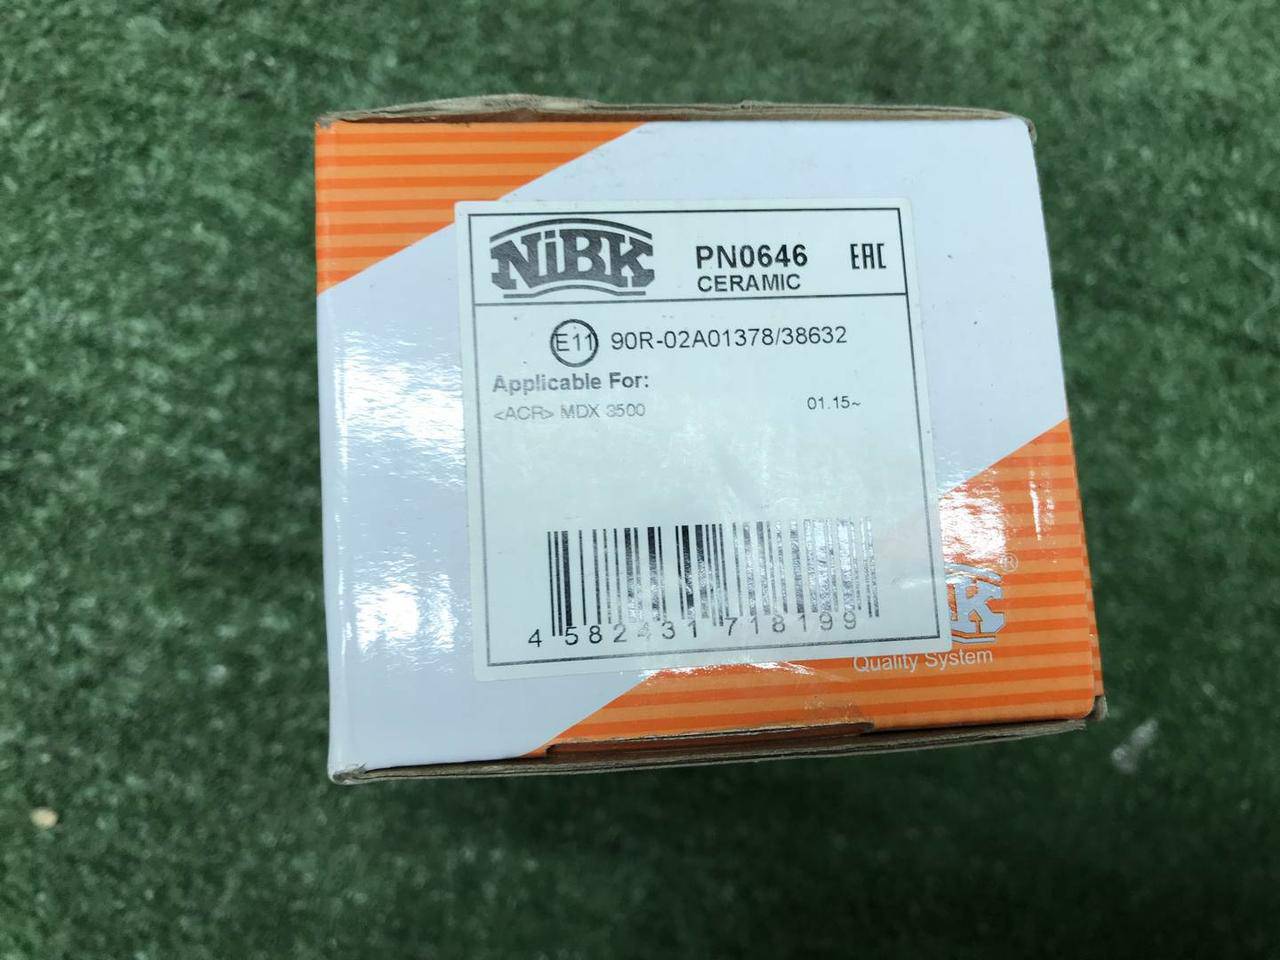 NiBK
PN0646
CERAMIC
EAC
E11 90R-02A01378/38632
Applicable For:
<ACR> MDX 3500 01.15~
4 582431 718199
®
Quality System